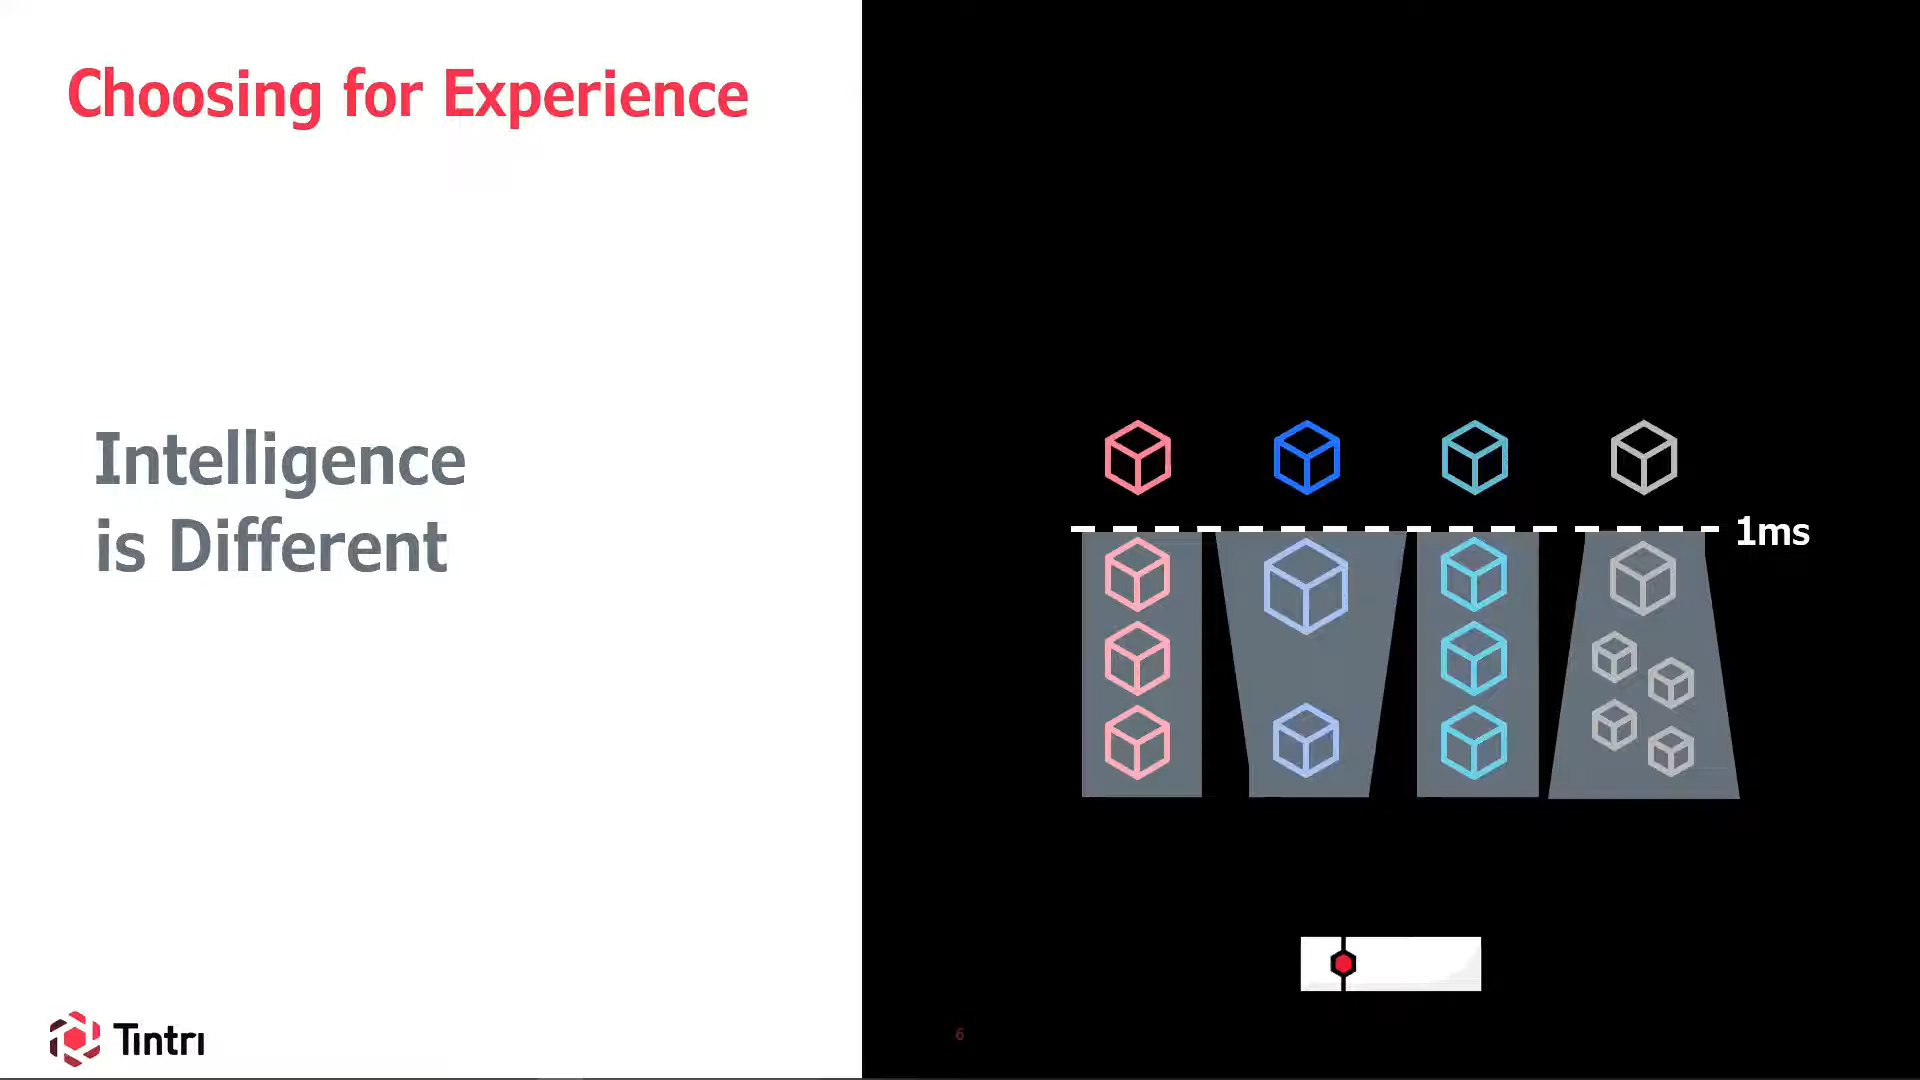 Choosing for Experience
Intelligence
is Different
1ms
Tintri
6